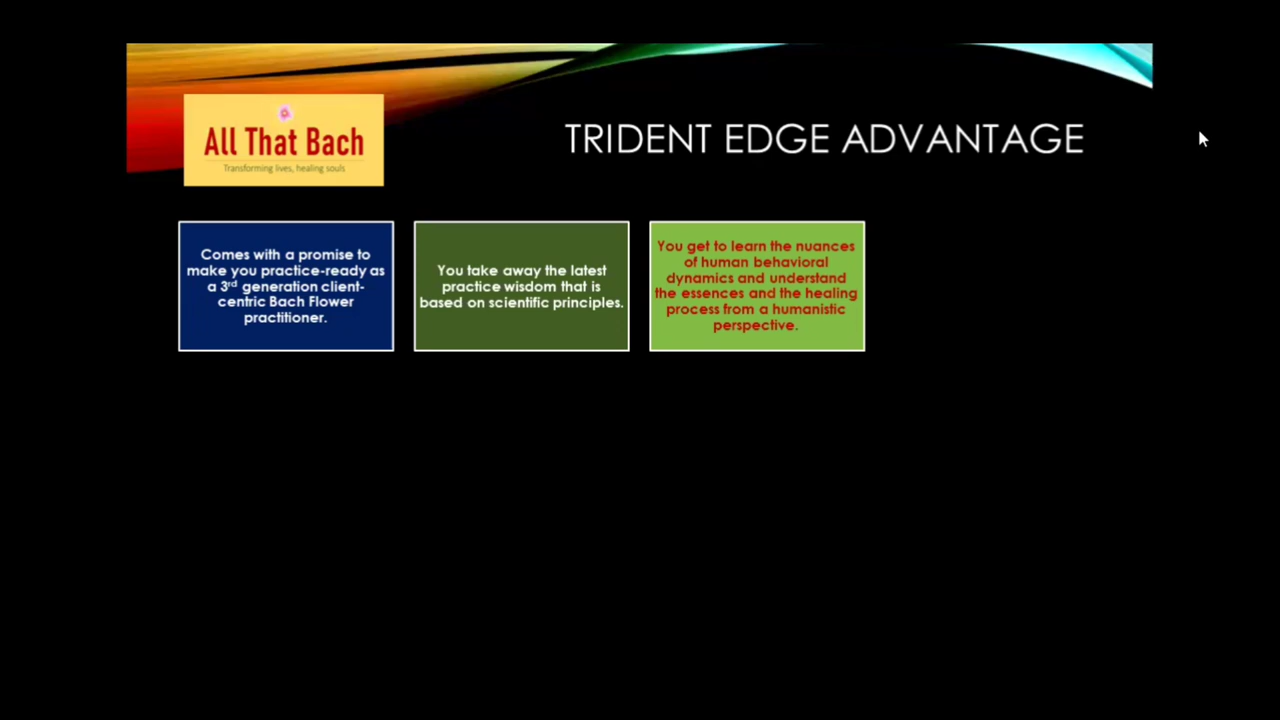 All That Bach
Transforming lives, healing souls
TRIDENT EDGE ADVANTAGE
Comes with a promise to
make you practice-ready as
a 3rd generation client-
centric Bach Flower
practitioner.
You take away the latest
practice wisdom that is
based on scientific principles.
You get to learn the nuances
of human behavioral
dynamics and understand
the essences and the healing
process from a humanistic
perspective.